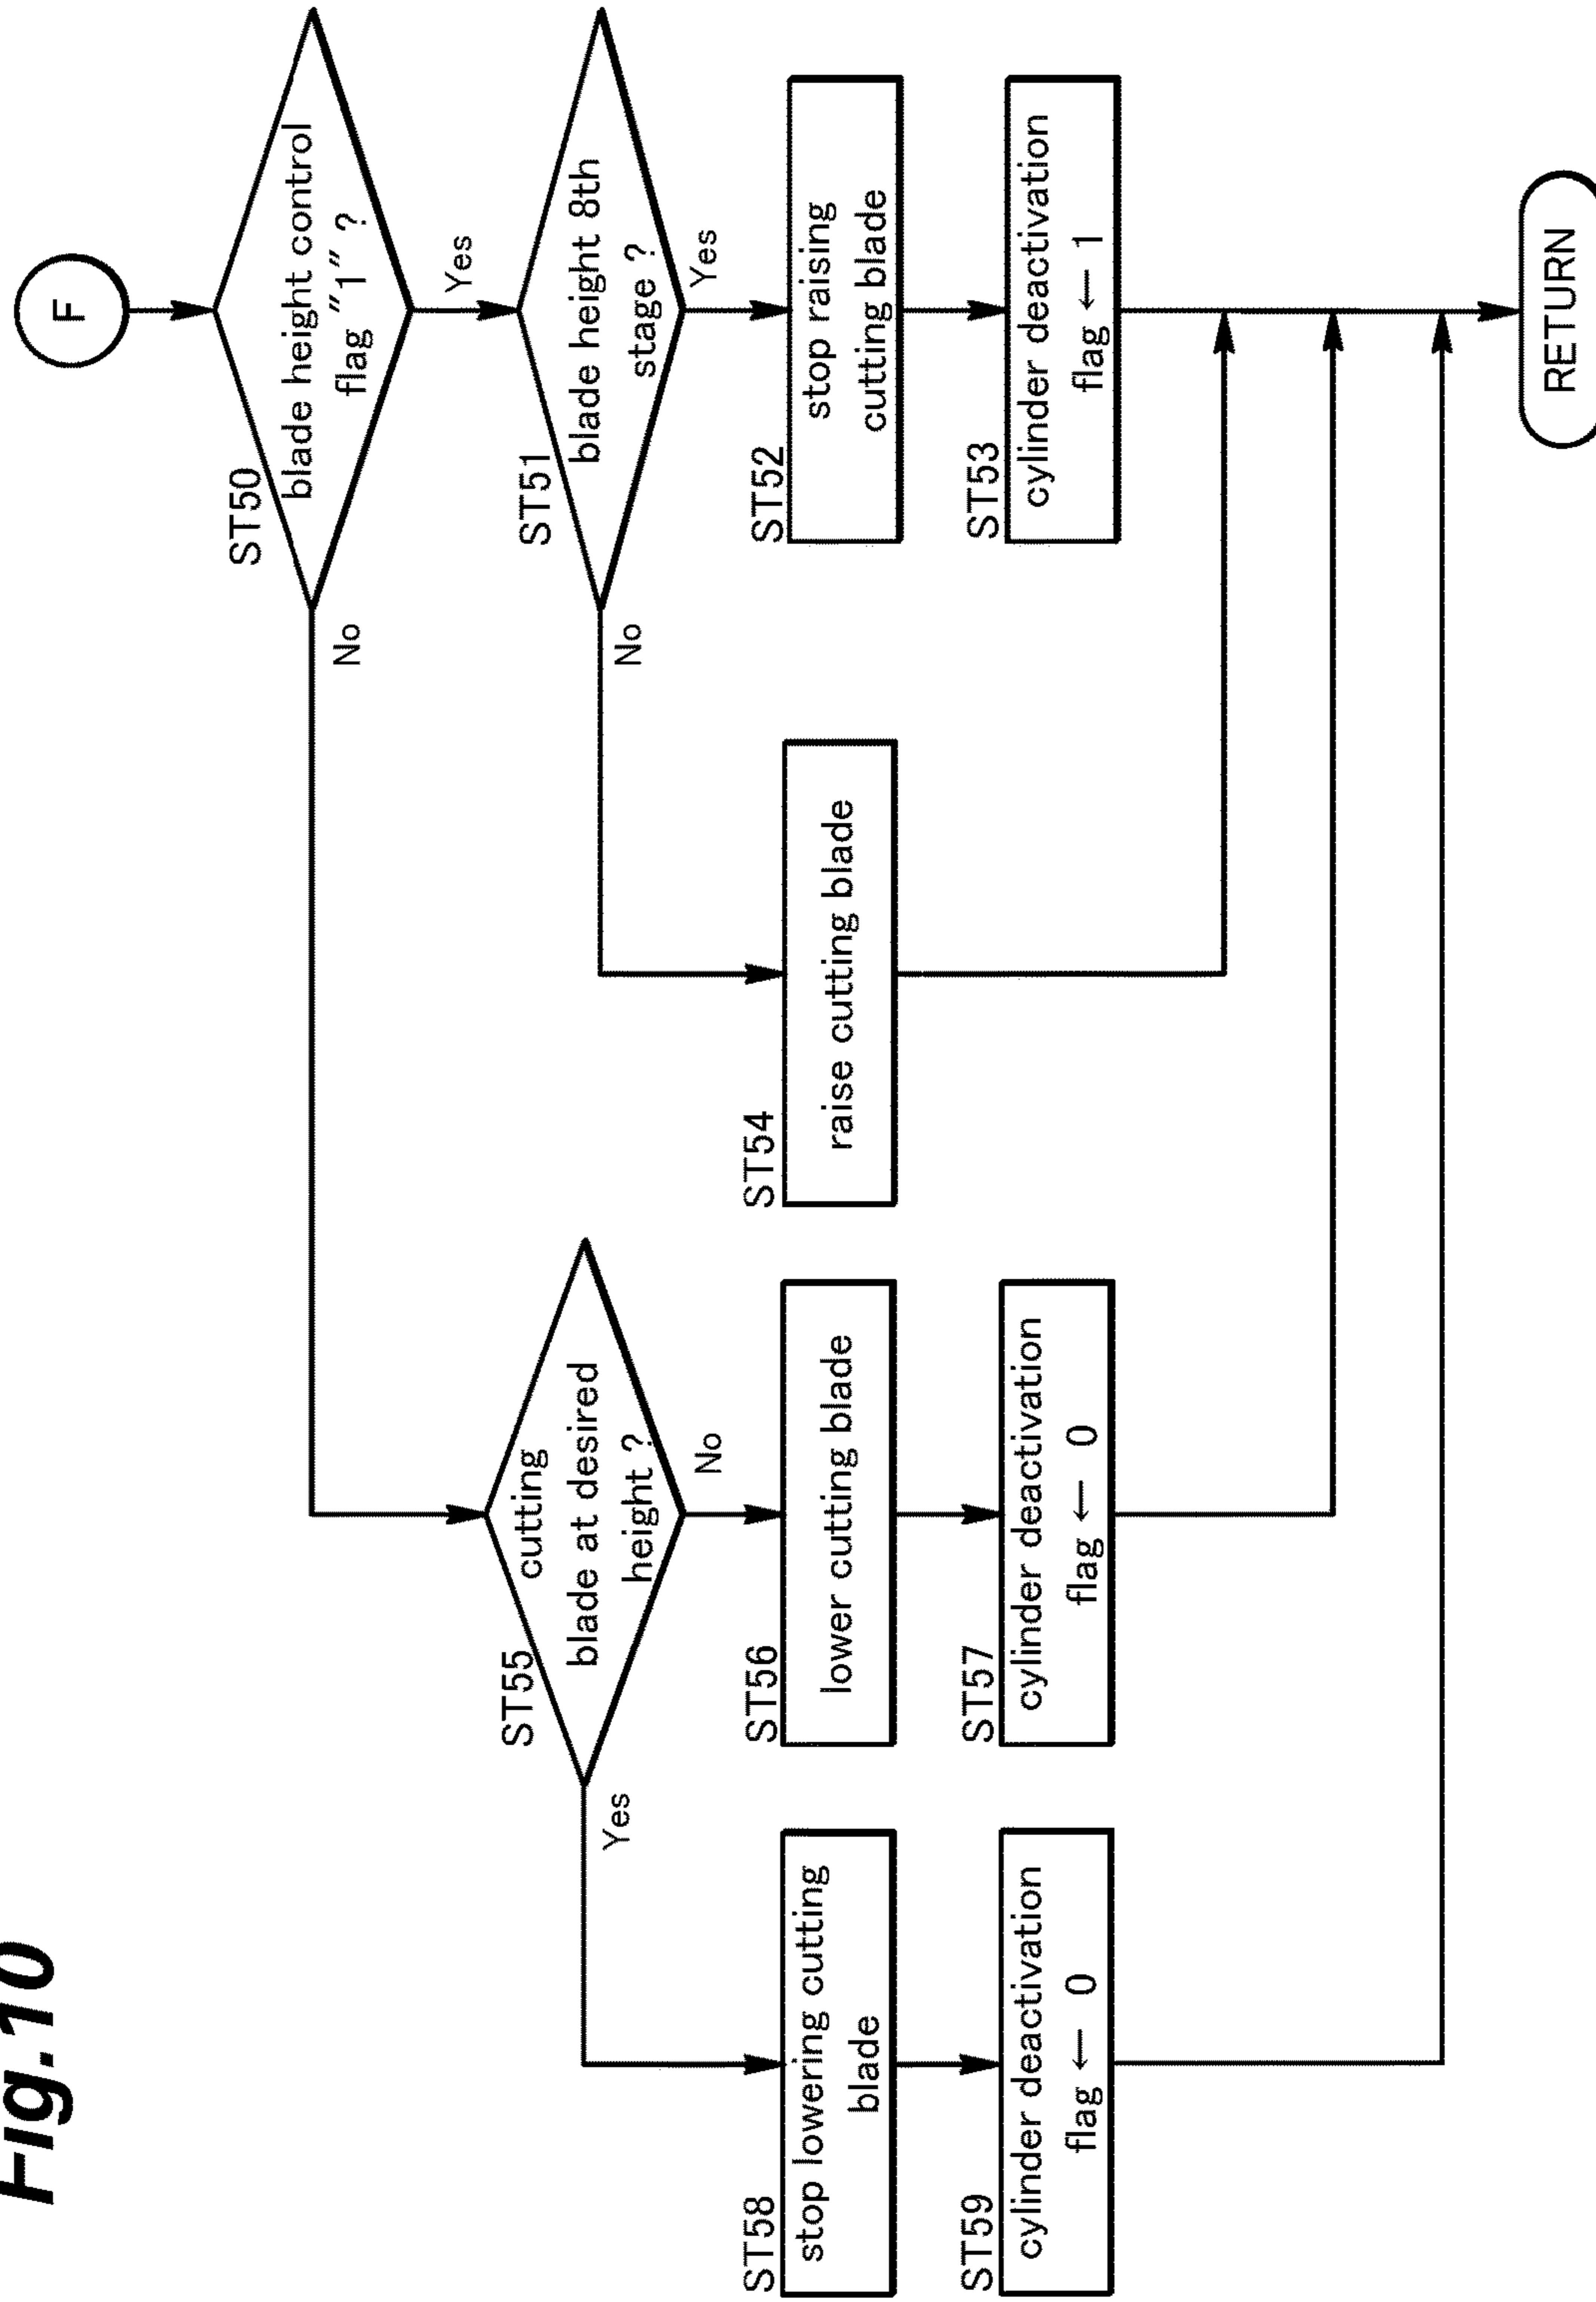 Fig.10
F
ST50
blade height control
flag "1" ?
No
Yes
ST51
blade height 8th
stage ?
No
Yes
ST52
stop raising
cutting blade
ST53
cylinder deactivation
flag ← 1
ST54
raise cutting blade
ST55
cutting
blade at desired
height ?
Yes
No
ST56
lower cutting blade
ST57
cylinder deactivation
flag ← 0
ST58
stop lowering cutting
blade
ST59
cylinder deactivation
flag ← 0
RETURN